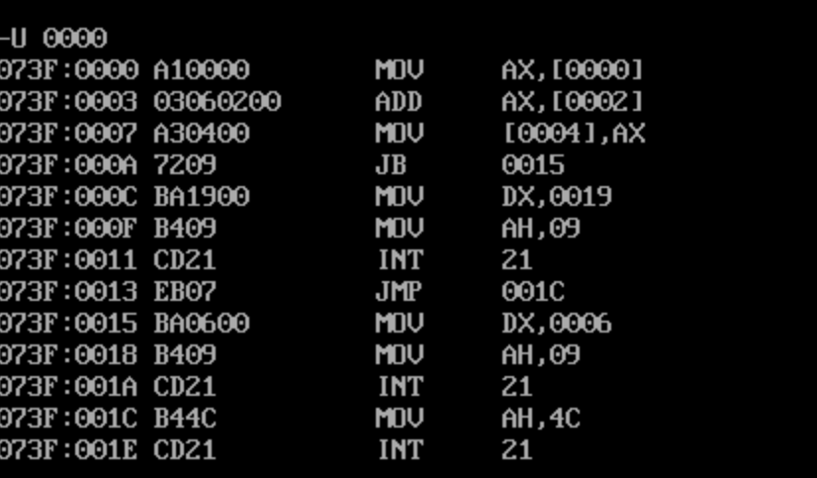 -U 0000
073F:0000 A10000 MOV AX,[0000]
073F:0003 03060200 ADD AX,[0002]
073F:0007 A30400 MOV [0004],AX
073F:000A 7209 JB 0015
073F:000C BA1900 MOV DX,0019
073F:000F B409 MOV AH,09
073F:0011 CD21 INT 21
073F:0013 EB07 JMP 001C
073F:0015 BA0600 MOV DX,0006
073F:0018 B409 MOV AH,09
073F:001A CD21 INT 21
073F:001C B44C MOV AH,4C
073F:001E CD21 INT 21